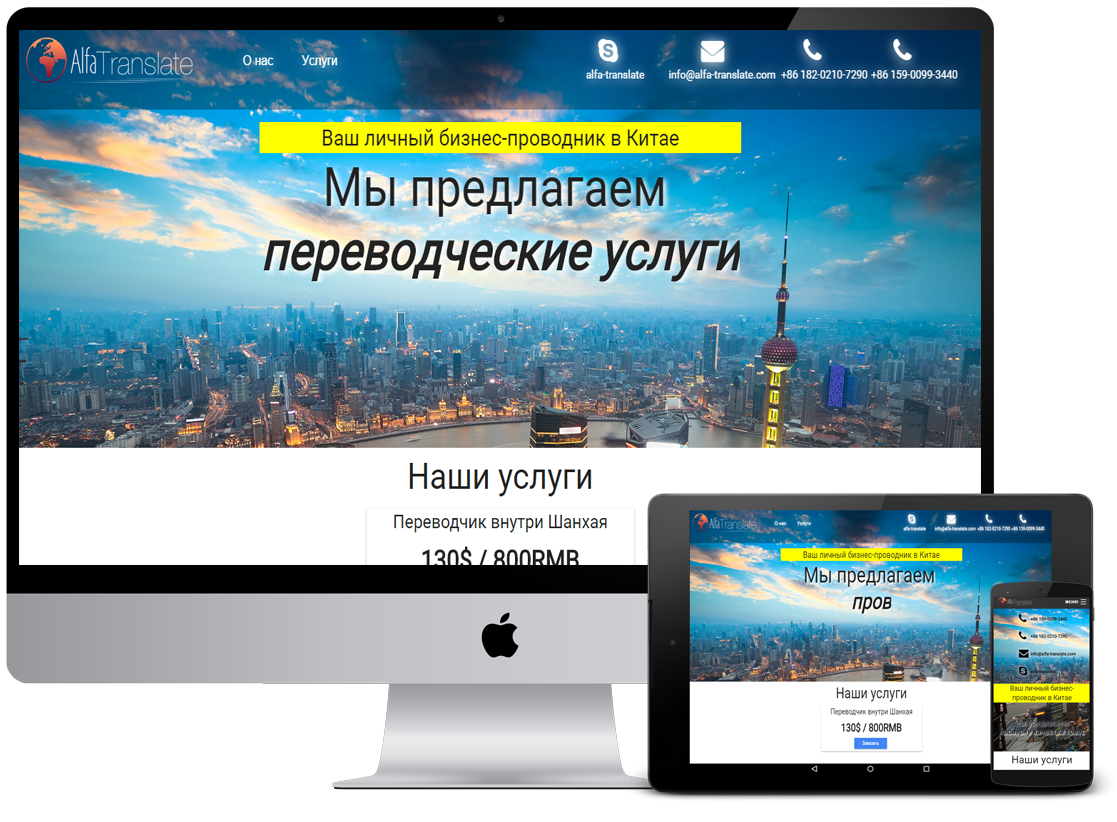 AlfaTranslate
О нас
Услуги
alfa-translate
info@alfa-translate.com
+86 182-0210-7290
+86 159-0099-3440
Ваш личный бизнес-проводник в Китае
Мы предлагаем
переводческие услуги
Наши услуги
Переводчик внутри Шанхая
130$ / 800RMB
AlfaTranslate
О нас
Услуги
alfa-translate
info@alfa-translate.com
+86 182-0210-7290
+86 159-0099-3440
Ваш личный бизнес-проводник в Китае
Мы предлагаем
пров
Наши услуги
Переводчик внутри Шанхая
130$ / 800RMB
Заказать
AlfaTranslate
МЕНЮ
+86 159-0099-3440
+86 182-0210-7290
info@alfa-translate.com
alfa-translate
Ваш личный бизнес-
проводник в Китае
Мы предлагаем
Наши услуги